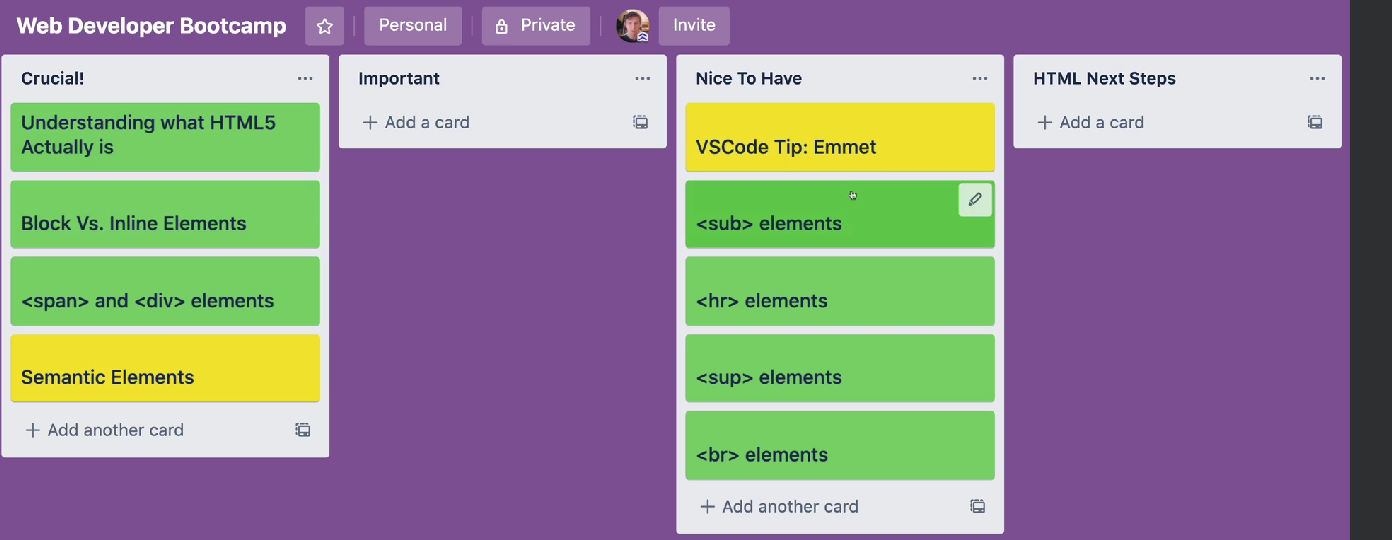 Web Developer Bootcamp
Personal
Private
Invite
Crucial!
Understanding what HTML5
Actually is
Block Vs. Inline Elements
<span> and <div> elements
Semantic Elements
+ Add another card
Important
+ Add a card
Nice To Have
VSCode Tip: Emmet
<sub> elements
<hr> elements
<sup> elements
<br> elements
+ Add another card
HTML Next Steps
+ Add a card